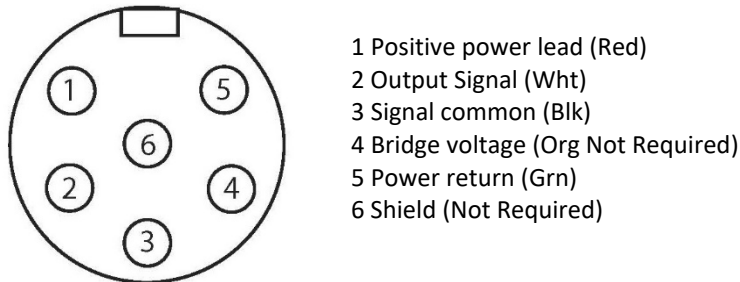 1
5
6
2
4
3
1 Positive power lead (Red)
2 Output Signal (Wht)
3 Signal common (Blk)
4 Bridge voltage (Org Not Required)
5 Power return (Grn)
6 Shield (Not Required)